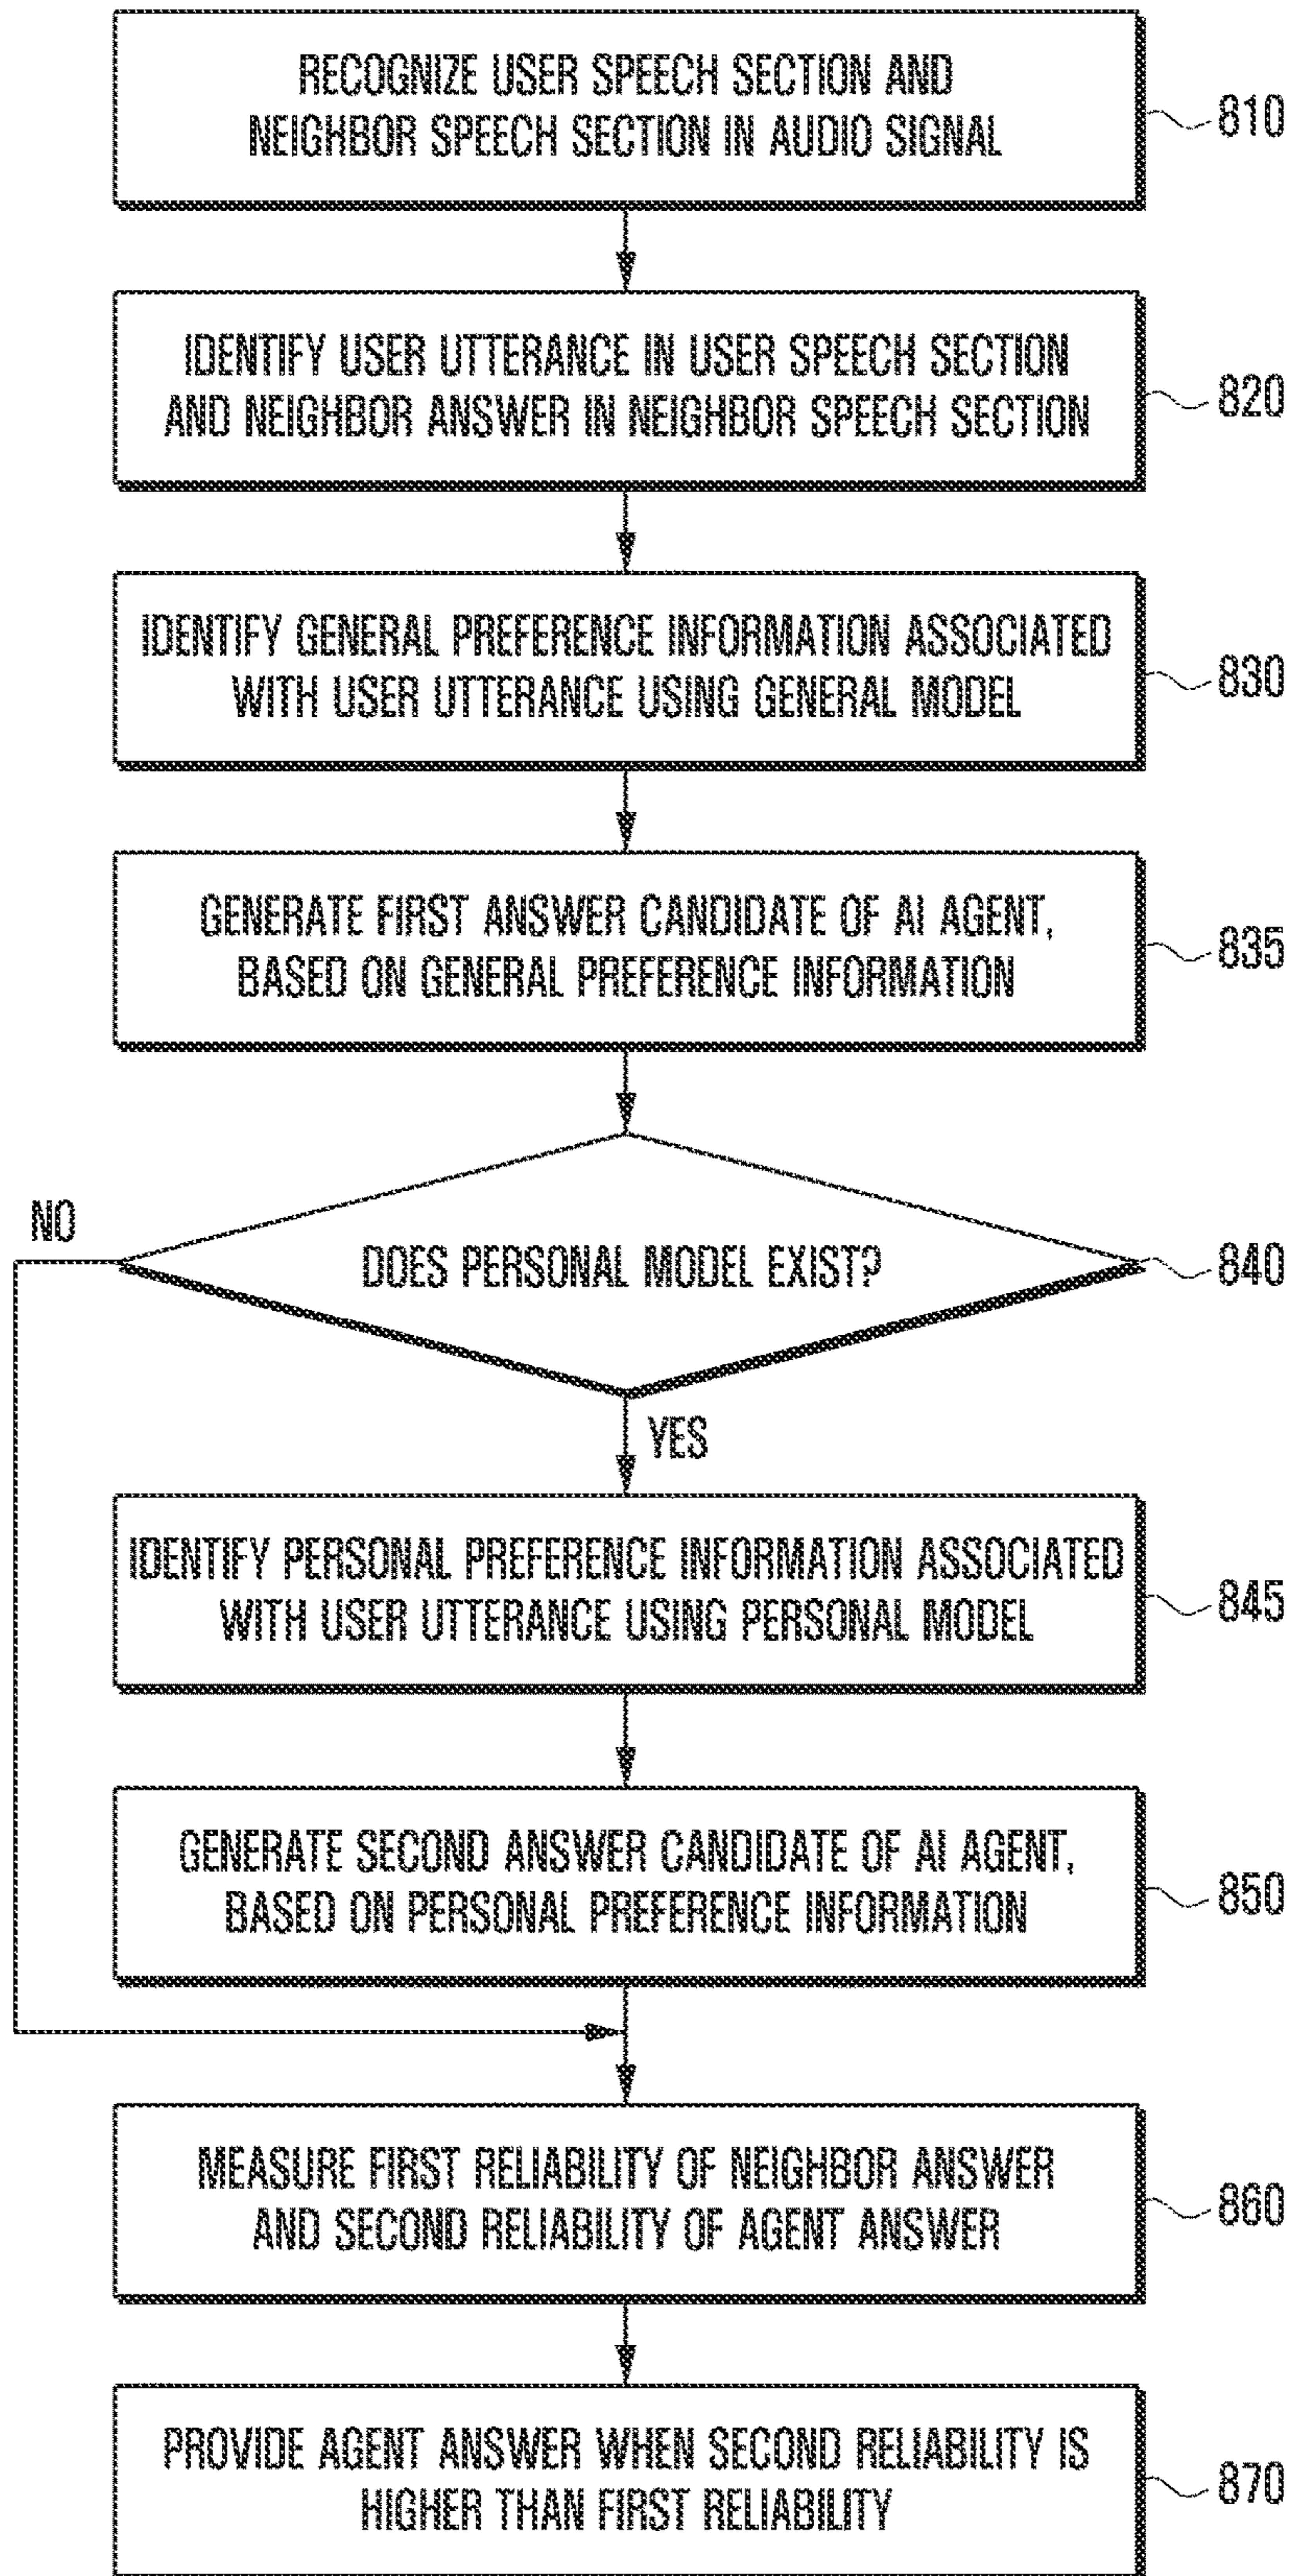 RECOGNIZE USER SPEECH SECTION AND
NEIGHBOR SPEECH SECTION IN AUDIO SIGNAL
810
IDENTIFY USER UTTERANCE IN USER SPEECH SECTION
AND NEIGHBOR ANSWER IN NEIGHBOR SPEECH SECTION
820
IDENTIFY GENERAL PREFERENCE INFORMATION ASSOCIATED
WITH USER UTTERANCE USING GENERAL MODEL
830
GENERATE FIRST ANSWER CANDIDATE OF AI AGENT,
BASED ON GENERAL PREFERENCE INFORMATION
835
NO
DOES PERSONAL MODEL EXIST?
840
YES
IDENTIFY PERSONAL PREFERENCE INFORMATION ASSOCIATED
WITH USER UTTERANCE USING PERSONAL MODEL
845
GENERATE SECOND ANSWER CANDIDATE OF AI AGENT,
BASED ON PERSONAL PREFERENCE INFORMATION
850
MEASURE FIRST RELIABILITY OF NEIGHBOR ANSWER
AND SECOND RELIABILITY OF AGENT ANSWER
860
PROVIDE AGENT ANSWER WHEN SECOND RELIABILITY IS
HIGHER THAN FIRST RELIABILITY
870